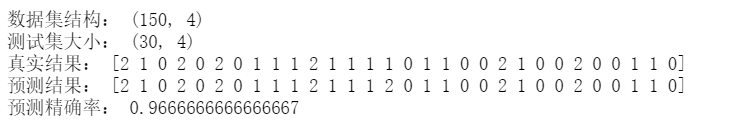 数据集结构： (150, 4)
测试集大小： (30, 4)
真实结果： [2 1 0 2 0 2 0 1 1 1 2 1 1 1 1 0 1 1 0 0 2 1 0 0 2 0 0 1 1 0]
预测结果： [2 1 0 2 0 2 0 1 1 1 2 1 1 1 2 0 1 1 0 0 2 1 0 0 2 0 0 1 1 0]
预测精确率： 0.9666666666666667